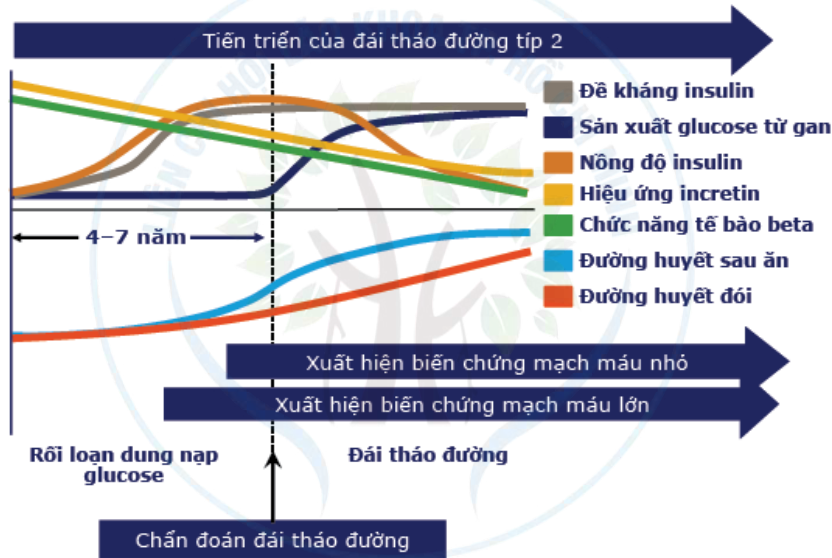 Tiến triển của đái tháo đường típ 2
Đề kháng insulin
Sản xuất glucose từ gan
Nồng độ insulin
Hiệu ứng incretin
Chức năng tế bào beta
Đường huyết sau ăn
Đường huyết đói
4–7 năm
Xuất hiện biến chứng mạch máu nhỏ
Xuất hiện biến chứng mạch máu lớn
Rối loạn dung nạp
glucose
Đái tháo đường
Chẩn đoán đái tháo đường